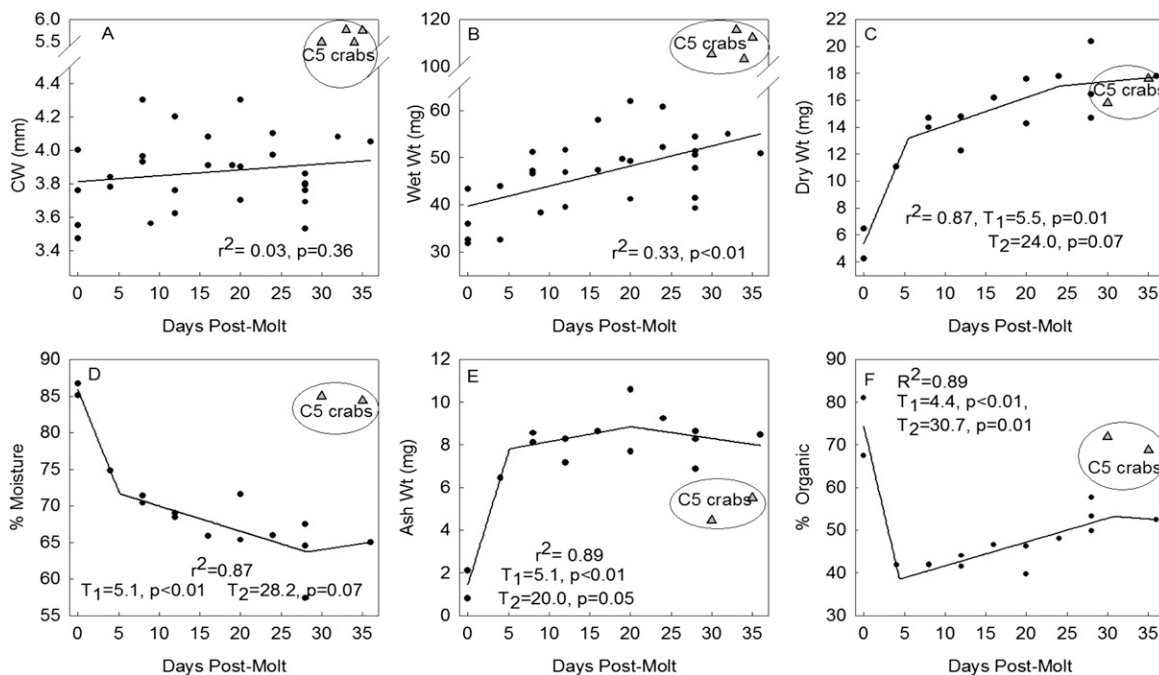 A
CW (mm)
6.0
5.5
4.4
4.2
4.0
3.8
3.6
3.4
C5 crabs
r2= 0.03, p=0.36
0 5 10 15 20 25 30 35
Days Post-Molt
B
Wet Wt (mg)
120
100
60
50
40
30
C5 crabs
r2= 0.33, p<0.01
0 5 10 15 20 25 30 35
Days Post-Molt
C
Dry Wt (mg)
22
20
18
16
14
12
10
8
6
4
C5 crabs
r2= 0.87, T1=5.5, p=0.01
T2=24.0, p=0.07
0 5 10 15 20 25 30 35
Days Post-Molt
D
% Moisture
90
85
80
75
70
65
60
55
C5 crabs
r2=0.87
T1=5.1, p<0.01 T2=28.2, p=0.07
0 5 10 15 20 25 30 35
Days Post-Molt
E
Ash Wt (mg)
12
10
8
6
4
2
0
C5 crabs
r2= 0.89
T1=5.1, p<0.01
T2=20.0, p=0.05
0 5 10 15 20 25 30 35
Days Post-Molt
F
% Organic
90
80
70
60
50
40
30
R2=0.89
T1=4.4, p<0.01,
T2=30.7, p=0.01
C5 crabs
0 5 10 15 20 25 30 35
Days Post-Molt